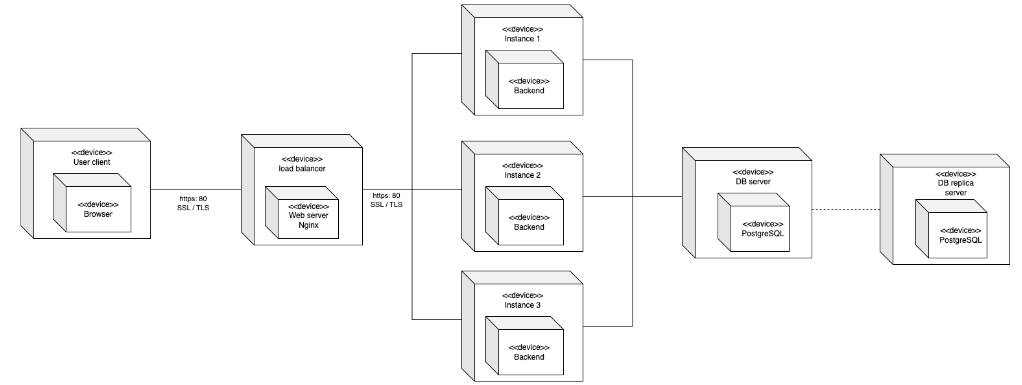 <<device>>
User client
<<device>>
Browser
https: 80
SSL / TLS
<<device>>
load balancer
<<device>>
Web server
Nginx
https: 80
SSL / TLS
<<device>>
Instance 1
<<device>>
Backend
<<device>>
Instance 2
<<device>>
Backend
<<device>>
Instance 3
<<device>>
Backend
<<device>>
DB server
<<device>>
PostgreSQL
<<device>>
DB replica
server
<<device>>
PostgreSQL